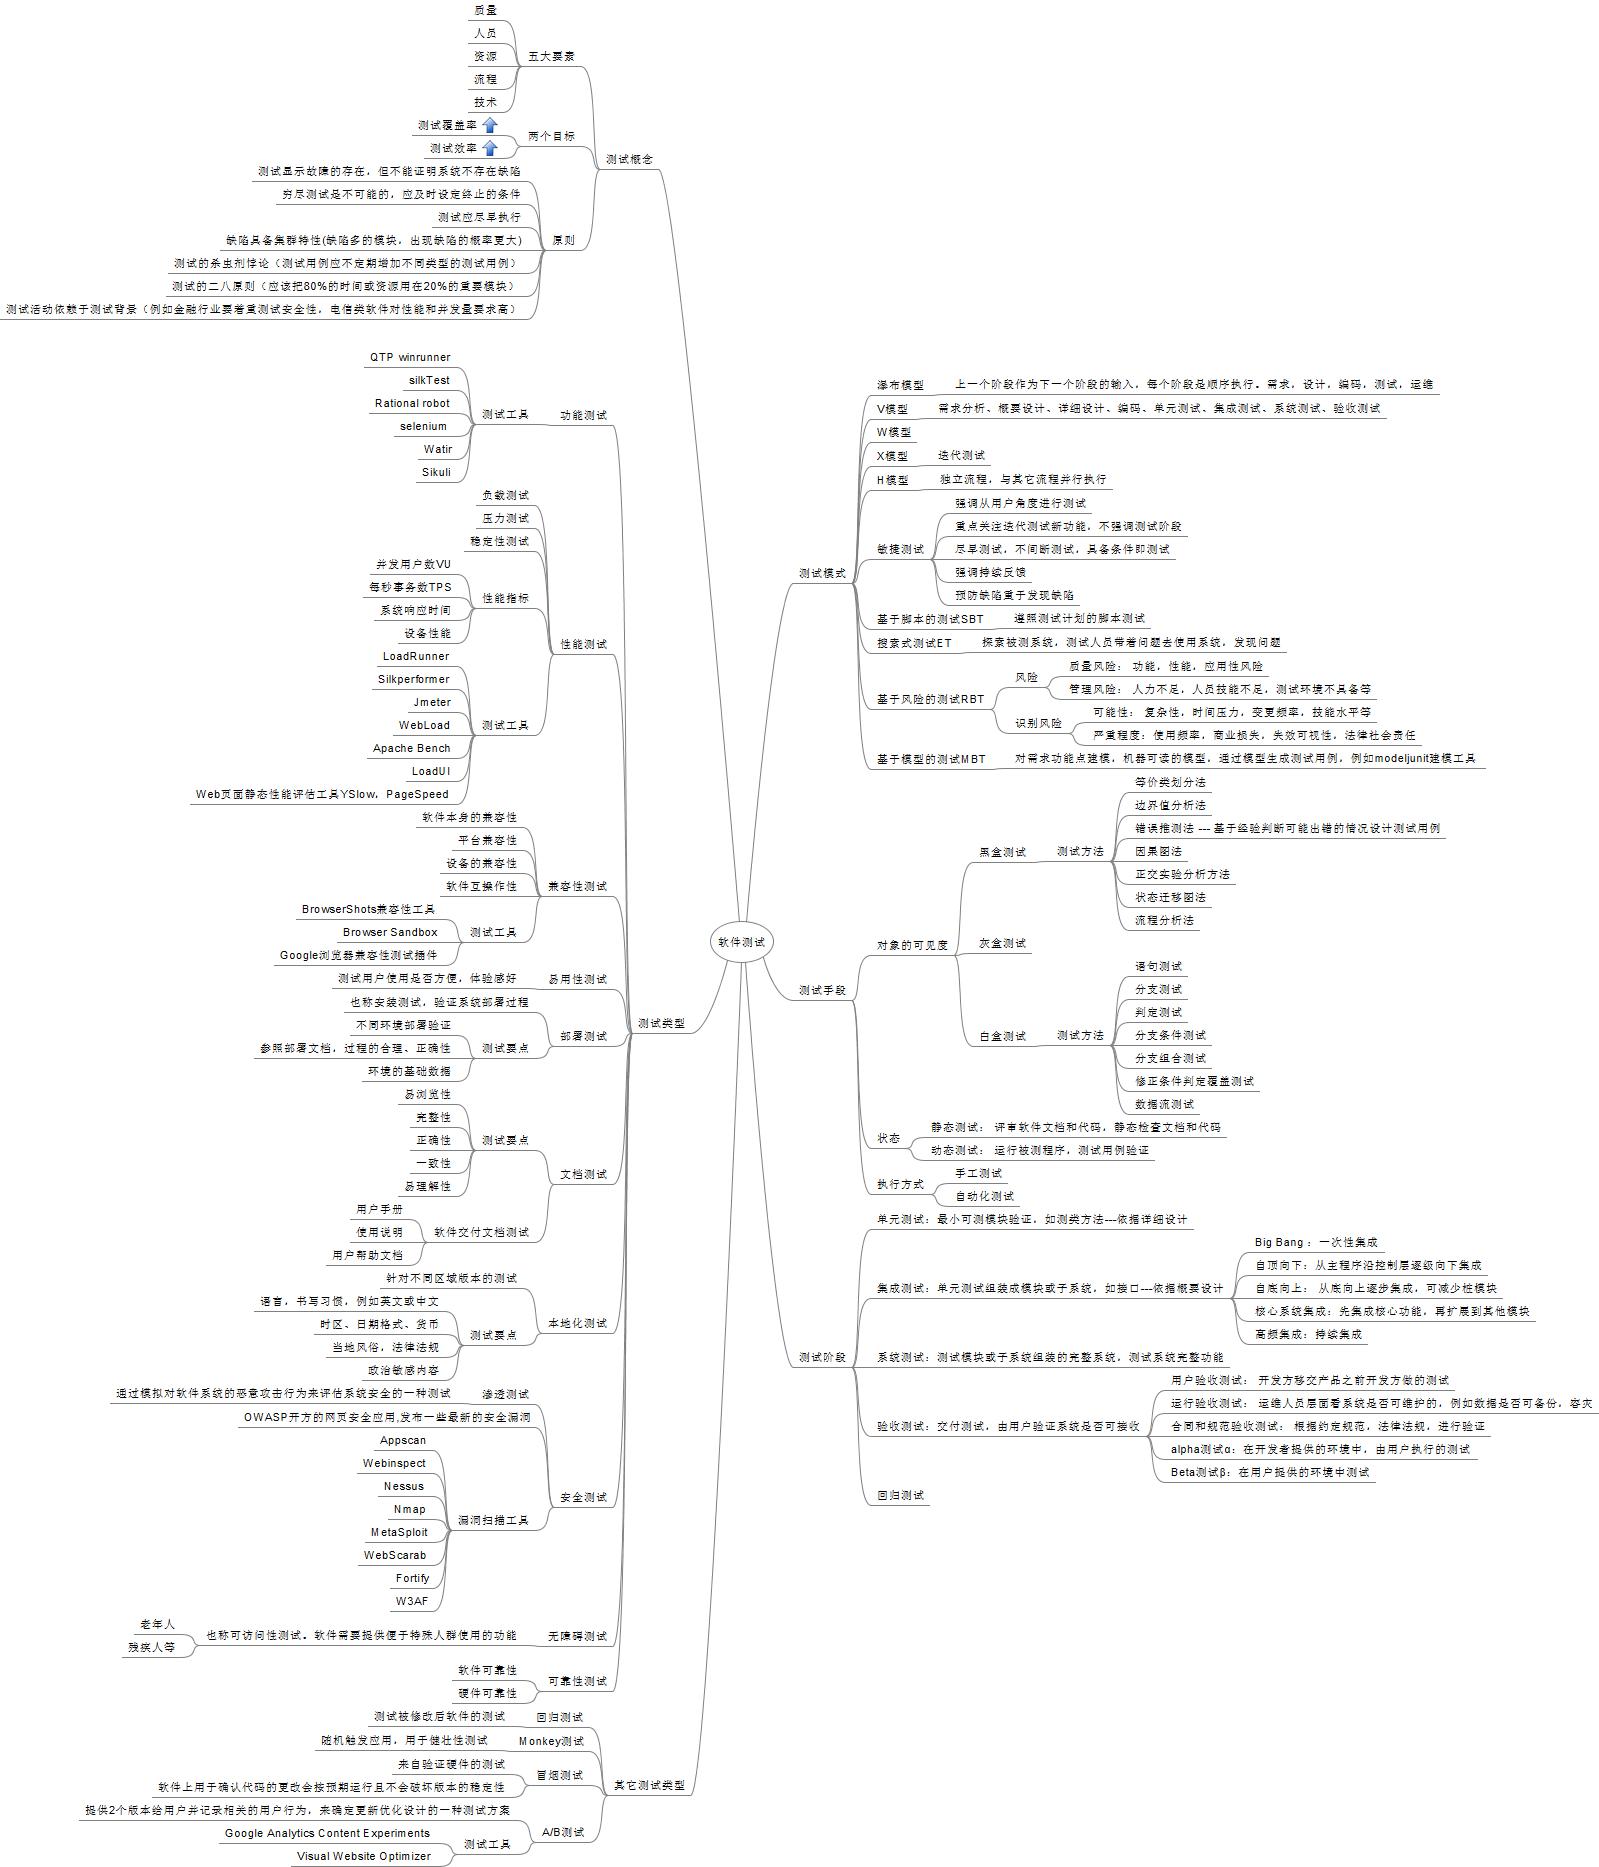 软件测试
测试概念
五大要素
质量
人员
资源
流程
技术
两个目标
测试覆盖率
测试效率
原则
测试显示故障的存在，但不能证明系统不存在缺陷
穷尽测试是不可能的，应及时设定终止的条件
测试应尽早执行
缺陷具备集群特性(缺陷多的模块，出现缺陷的概率更大)
测试的杀虫剂悖论（测试用例应不定期增加不同类型的测试用例）
测试的二八原则（应该把80%的时间或资源用在20%的重要模块）
测试活动依赖于测试背景（例如金融行业要着重测试安全性，电信类软件对性能和并发量要求高）
测试类型
功能测试
测试工具
QTP winrunner
silkTest
Rational robot
selenium
Watir
Sikuli
性能测试
负载测试
压力测试
稳定性测试
性能指标
并发用户数VU
每秒事务数TPS
系统响应时间
设备性能
测试工具
LoadRunner
Silkperformer
Jmeter
WebLoad
Apache Bench
LoadUI
Web页面静态性能评估工具YSlow，PageSpeed
兼容性测试
软件本身的兼容性
平台兼容性
设备的兼容性
软件互操作性
测试工具
BrowserShots兼容性工具
Browser Sandbox
Google浏览器兼容性测试插件
易用性测试
测试用户使用是否方便，体验感好
部署测试
也称安装测试，验证系统部署过程
测试要点
不同环境部署验证
参照部署文档，过程的合理、正确性
环境的基础数据
文档测试
测试要点
易浏览性
完整性
正确性
一致性
易理解性
软件交付文档测试
用户手册
使用说明
用户帮助文档
本地化测试
针对不同区域版本的测试
测试要点
语言，书写习惯，例如英文或中文
时区、日期格式、货币
当地风俗，法律法规
政治敏感内容
安全测试
渗透测试
通过模拟对软件系统的恶意攻击行为来评估系统安全的一种测试
OWASP开方的网页安全应用,发布一些最新的安全漏洞
漏洞扫描工具
Appscan
Webinspect
Nessus
Nmap
MetaSploit
WebScarab
Fortify
W3AF
无障碍测试
也称可访问性测试。软件需要提供便于特殊人群使用的功能
老年人
残疾人等
可靠性测试
软件可靠性
硬件可靠性
其它测试类型
回归测试
测试被修改后软件的测试
Monkey测试
随机触发应用，用于健壮性测试
冒烟测试
来自验证硬件的测试
软件上用于确认代码的更改会按预期运行且不会破坏版本的稳定性
A/B测试
提供2个版本给用户并记录相关的用户行为，来确定更新优化设计的一种测试方案
测试工具
Google Analytics Content Experiments
Visual Website Optimizer
测试模式
瀑布模型
上一个阶段作为下一个阶段的输入，每个阶段是顺序执行。需求，设计，编码，测试，运维
V模型
需求分析、概要设计、详细设计、编码、单元测试、集成测试、系统测试、验收测试
W模型
X模型
迭代测试
H模型
独立流程，与其它流程并行执行
敏捷测试
强调从用户角度进行测试
重点关注迭代测试新功能，不强调测试阶段
尽早测试，不间断测试，具备条件即测试
强调持续反馈
预防缺陷重于发现缺陷
基于脚本的测试SBT
遵照测试计划的脚本测试
搜索式测试ET
探索被测系统，测试人员带着问题去使用系统，发现问题
基于风险的测试RBT
风险
质量风险： 功能，性能，应用性风险
管理风险： 人力不足，人员技能不足，测试环境不具备等
识别风险
可能性： 复杂性，时间压力，变更频率，技能水平等
严重程度：使用频率，商业损失，失效可视性，法律社会责任
基于模型的测试MBT
对需求功能点建模，机器可读的模型，通过模型生成测试用例，例如modeljunit建模工具
测试手段
对象的可见度
黑盒测试
测试方法
等价类划分法
边界值分析法
错误推测法 --- 基于经验判断可能出错的情况设计测试用例
因果图法
正交实验分析方法
状态迁移图法
流程分析法
灰盒测试
白盒测试
测试方法
语句测试
分支测试
判定测试
分支条件测试
分支组合测试
修正条件判定覆盖测试
数据流测试
状态
静态测试： 评审软件文档和代码，静态检查文档和代码
动态测试： 运行被测程序，测试用例验证
执行方式
手工测试
自动化测试
测试阶段
单元测试：最小可测模块验证，如测类方法---依据详细设计
集成测试：单元测试组装成模块或子系统，如接口---依据概要设计
Big Bang ：一次性集成
自顶向下：从主程序沿控制层逐级向下集成
自底向上： 从底向上逐步集成，可减少桩模块
核心系统集成：先集成核心功能，再扩展到其他模块
高频集成：持续集成
系统测试：测试模块或子系统组装的完整系统，测试系统完整功能
验收测试：交付测试，由用户验证系统是否可接收
用户验收测试： 开发方移交产品之前开发方做的测试
运行验收测试： 运维人员层面看系统是否可维护的，例如数据是否可备份，容灾
合同和规范验收测试： 根据约定规范，法律法规，进行验证
alpha测试α：在开发者提供的环境中，由用户执行的测试
Beta测试β：在用户提供的环境中测试
回归测试